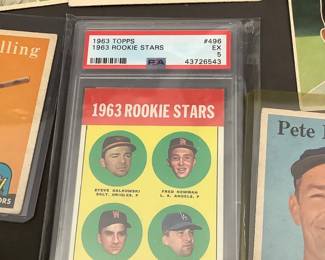 1963 TOPPS #496
1963 ROOKIE STARS EX
5
PSA 43726543
1963 ROOKIE STARS
STEVE DALKOWSKI
BALT. ORIOLES, P
FRED NEWMAN
L. A. ANGELS, P
lling
ORS
Pete